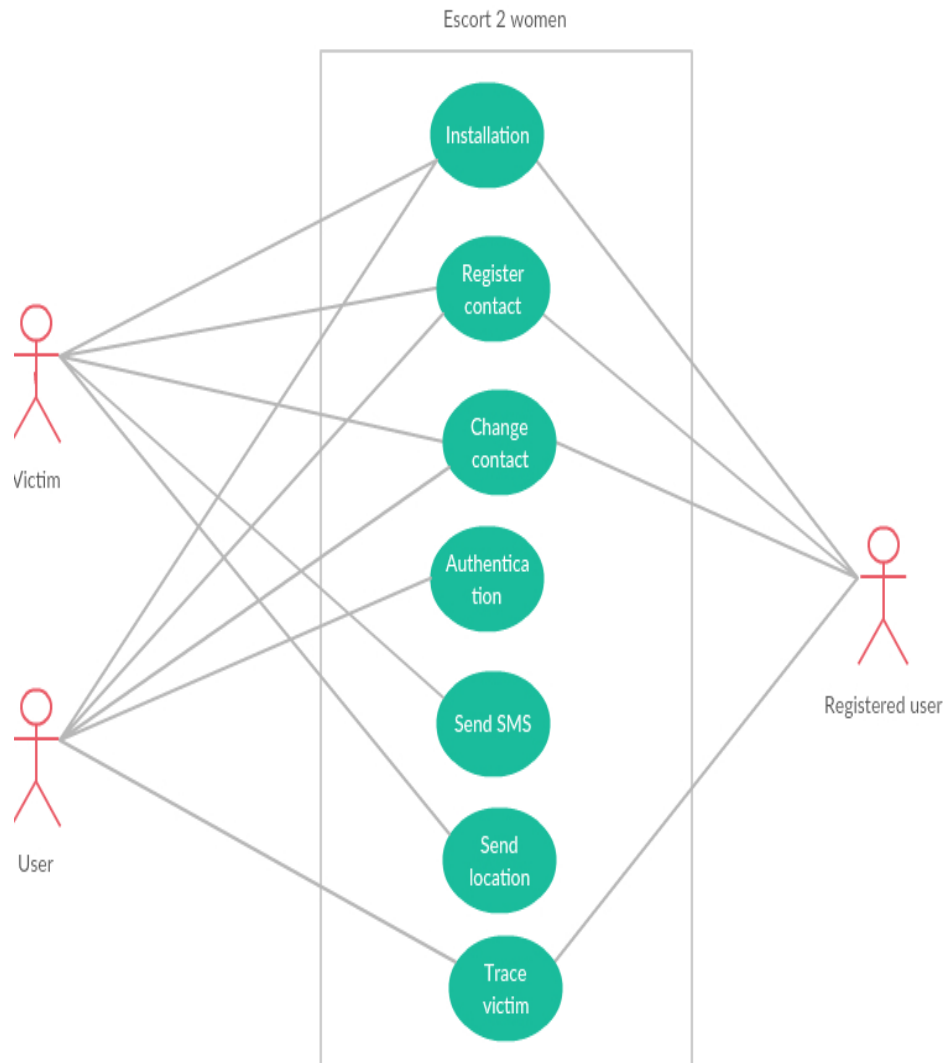 Escort 2 women
Installation
Register
contact
Change
contact
Victim
Authentica
tion
Send SMS
Registered user
Send
location
User
Trace
victim